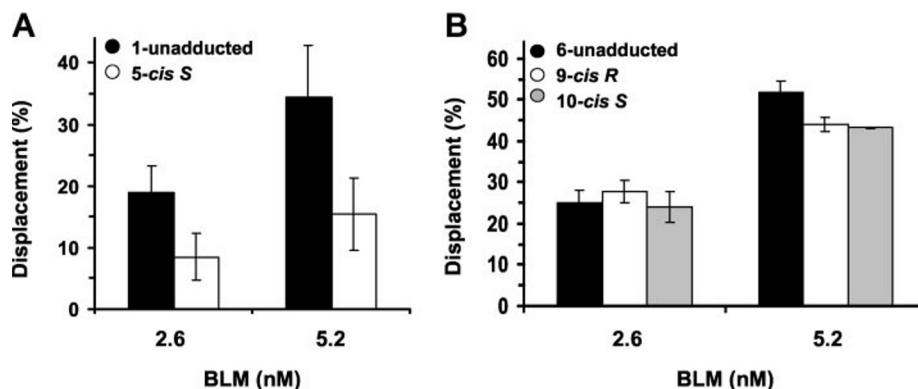 A
1-unadducted
5-cis S
Displacement (%)
40
30
20
10
0
2.6 5.2
BLM (nM)
B
6-unadducted
9-cis R
10-cis S
Displacement (%)
60
50
40
30
20
10
0
2.6 5.2
BLM (nM)